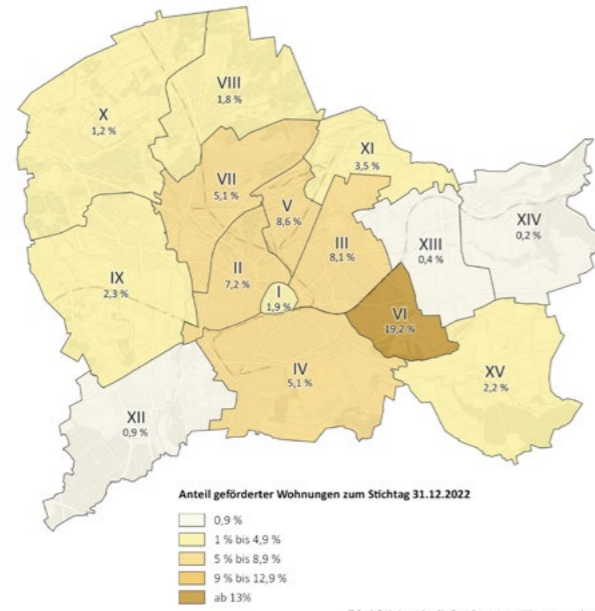 VIII
1,8 %
X
1,2 %
XI
3,5 %
VII
5,1 %
V
8,6 %
XIV
0,2 %
III
8,1 %
XIII
0,4 %
IX
2,3 %
II
7,2 %
I
1,9 %
VI
19,2 %
IV
5,1 %
XV
2,2 %
XII
0,9 %
Anteil geförderter Wohnungen zum Stichtag 31.12.2022
0,9 %
1 % bis 4,9 %
5 % bis 8,9 %
9 % bis 12,9 %
ab 13%